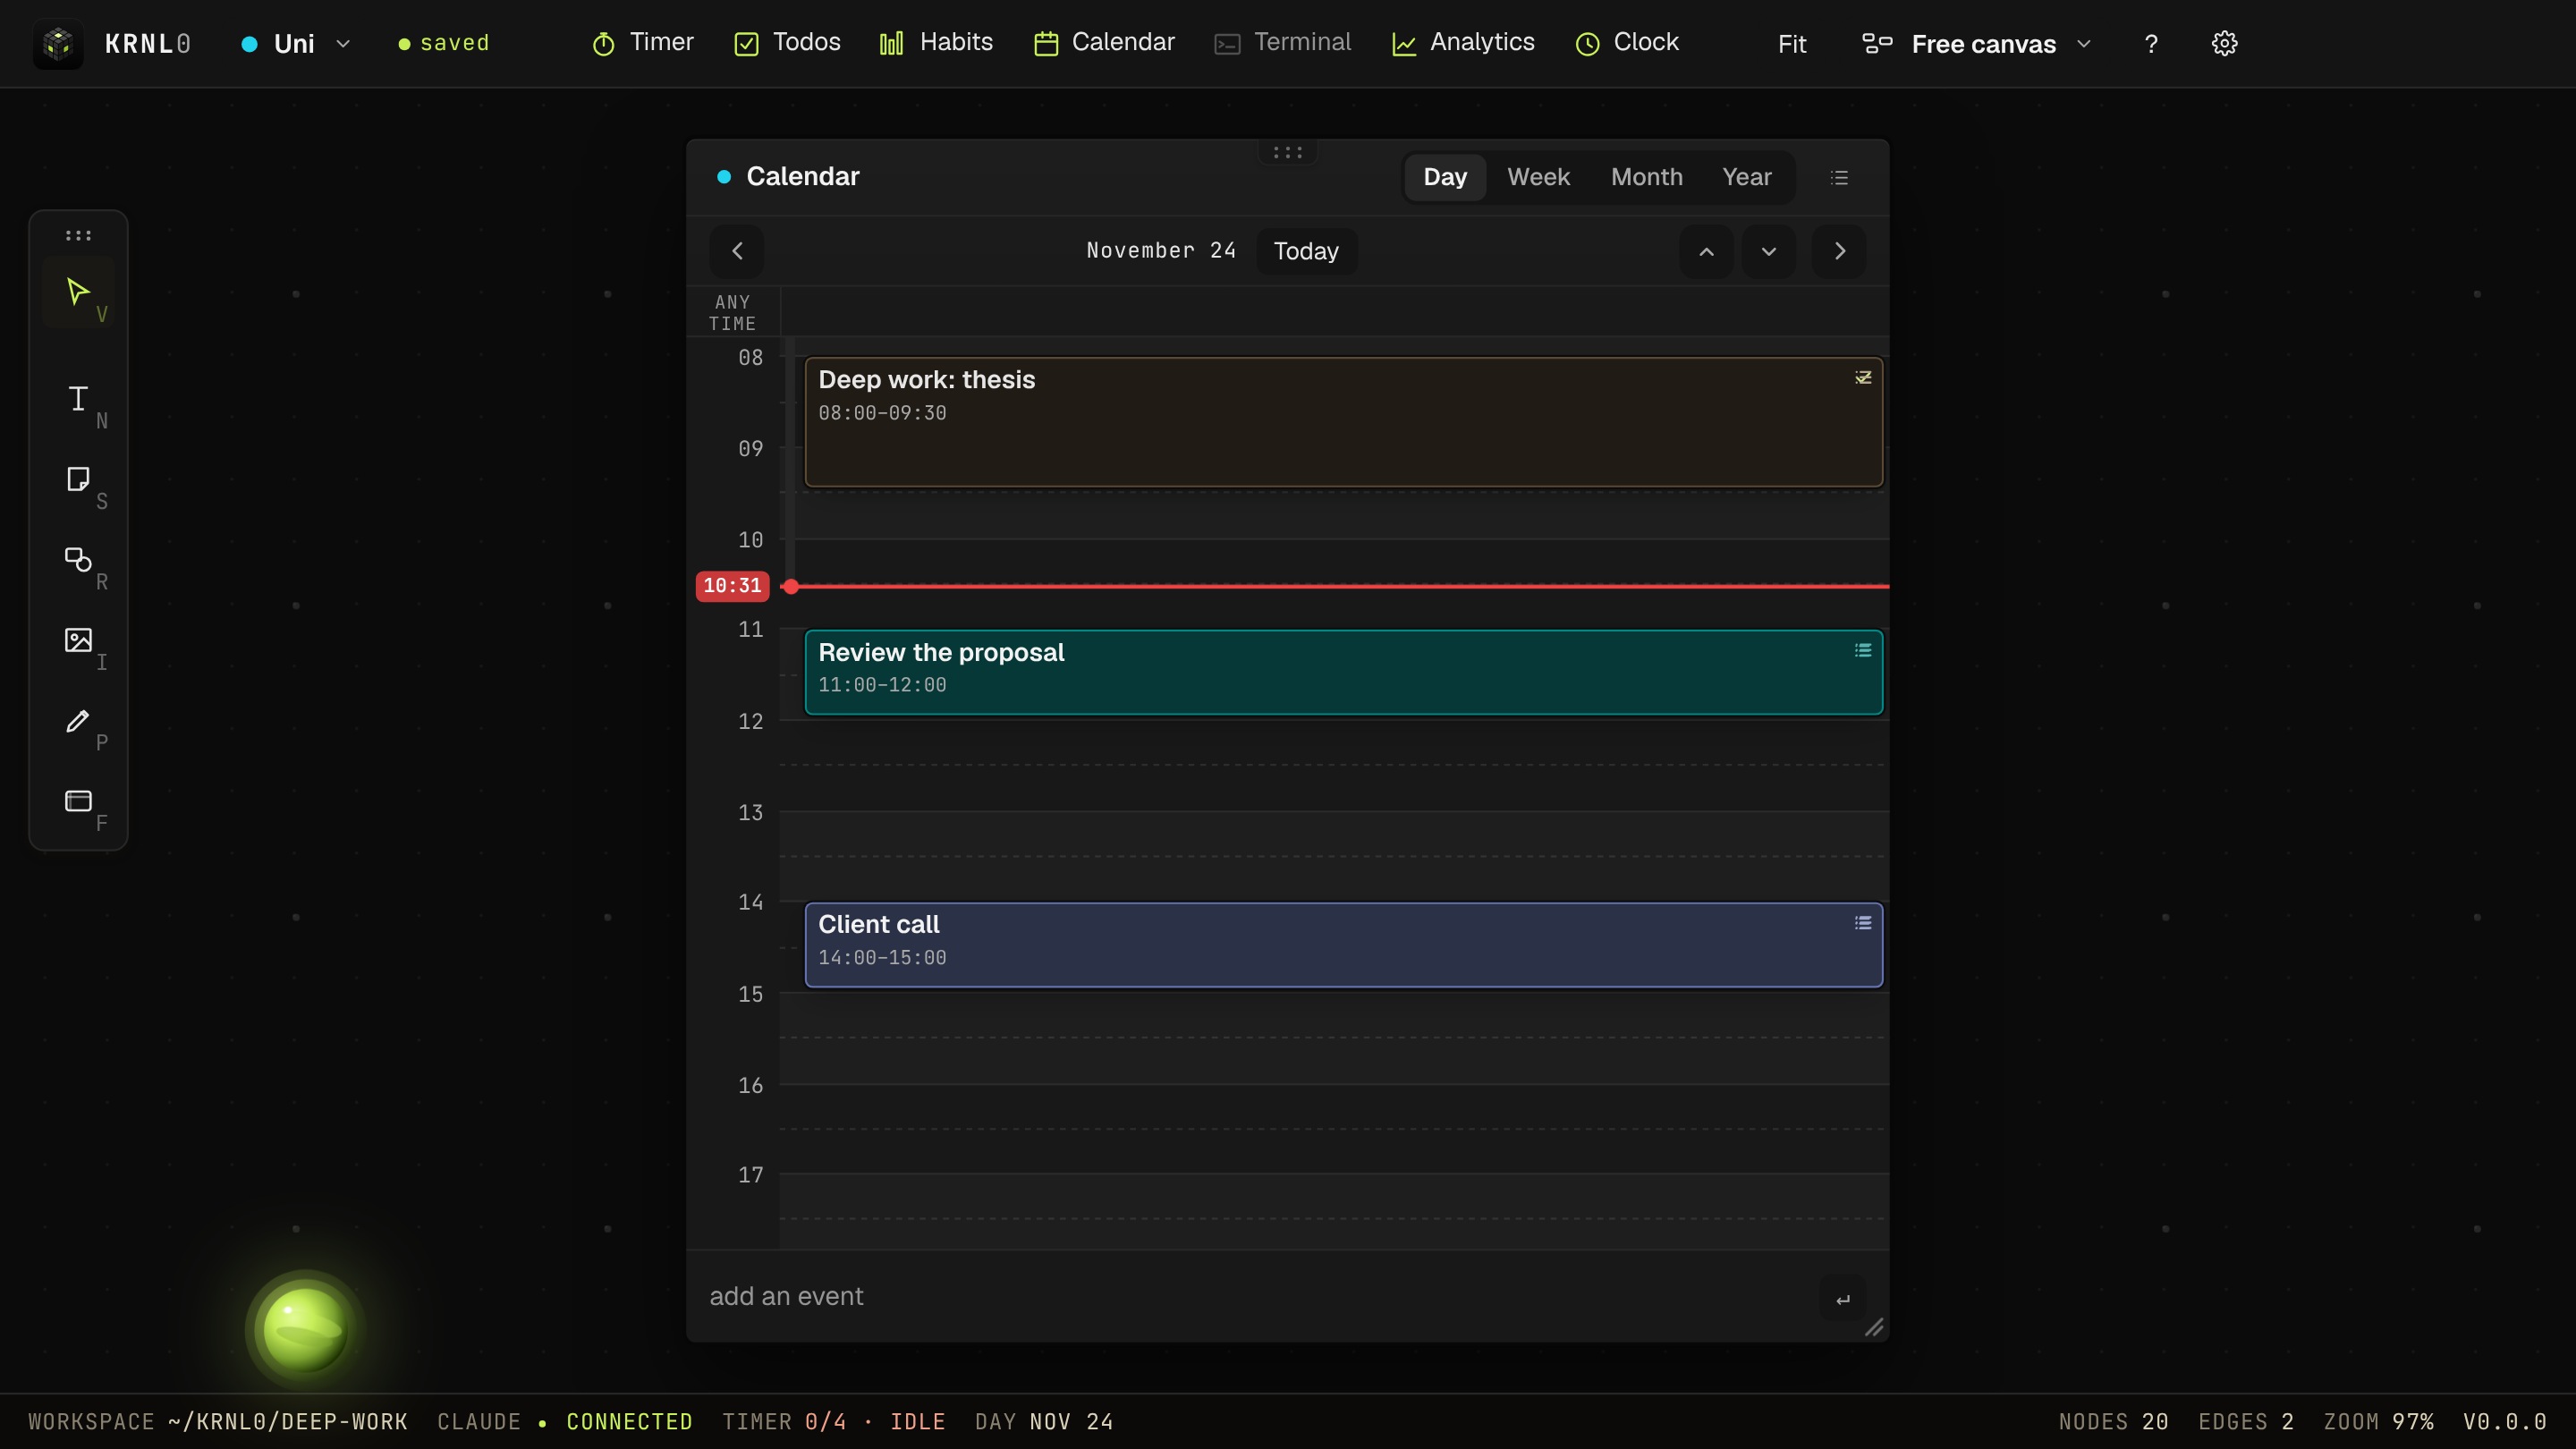 KRNL0 Uni saved Timer Todos Habits Calendar Terminal Analytics Clock Fit Free canvas ?
Calendar Day Week Month Year
November 24 Today
ANY
TIME
V
N
S
R
I
P
F
08
Deep work: thesis
08:00–09:30
09
10
10:31
11
Review the proposal
11:00–12:00
12
13
14
Client call
14:00–15:00
15
16
17
add an event
WORKSPACE ~/KRNL0/DEEP-WORK CLAUDE • CONNECTED TIMER 0/4 · IDLE DAY NOV 24 NODES 20 EDGES 2 ZOOM 97% V0.0.0